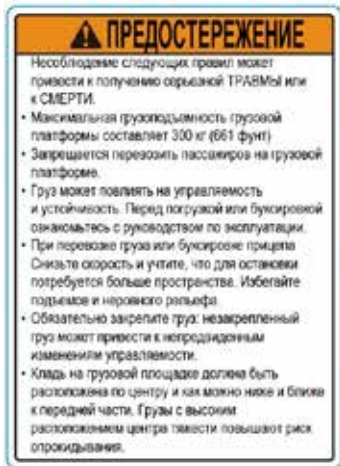 ПРЕДОСТЕРЕЖЕНИЕ
Несоблюдение следующих правил может
привести к получению серьезной ТРАВМЫ или
к СМЕРТИ.
• Максимальная грузоподъемность грузовой
платформы составляет 300 кг (661 фунт)
• Запрещается перевозить пассажиров на грузовой
платформе.
• Груз может повлиять на управляемость
и устойчивость. Перед погрузкой или буксировкой
ознакомьтесь с руководством по эксплуатации.
• При перевозке груза или буксировке прицепа
Снизьте скорость и учтите, что для остановки
потребуется больше пространства. Избегайте
подъемов и неровного рельефа
• Обязательно закрепите груз: незакрепленный
груз может привести к непредвиденным
изменениям управляемости.
• Кладь на грузовой площадке должна быть
расположена по центру и как можно ниже и ближе
к передней части. Грузы с высоким
расположением центра тяжести повышают риск
опрокидывания.